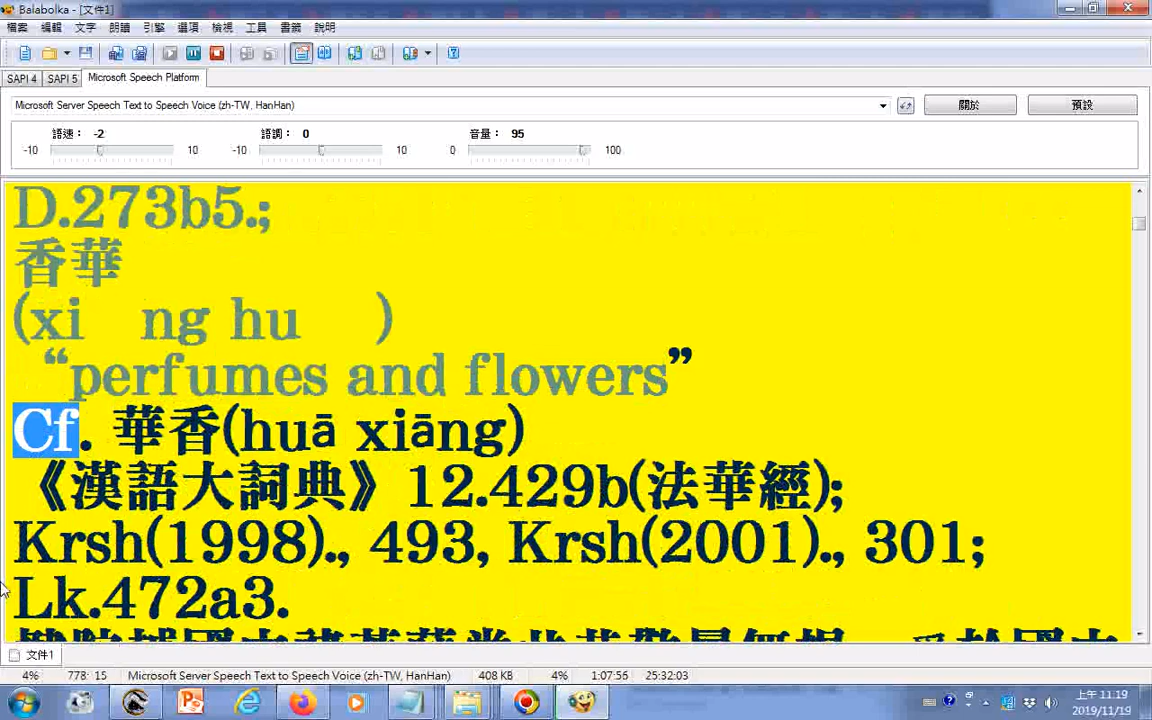 Balabolka - [文件1]
檔案 編輯 文字 朗讀 引擎 選項 檢視 工具 書籤 說明
SAPI 4 SAPI 5 Microsoft Speech Platform
Microsoft Server Speech Text to Speech Voice (zh-TW, HanHan) 關於 預設
語速： -2 語調： 0 音量： 95
-10 10 -10 10 0 100
D.273b5.;
香華
(xi ng hu )
“perfumes and flowers”
Cf. 華香(huā xiāng)
《漢語大詞典》12.429b(法華經);
Krsh(1998)., 493, Krsh(2001)., 301;
Lk.472a3.
文件1
4% 778: 15 Microsoft Server Speech Text to Speech Voice (zh-TW, HanHan) 408 KB 4% 1:07:55 25:32:03
上午 11:19
2019/11/19